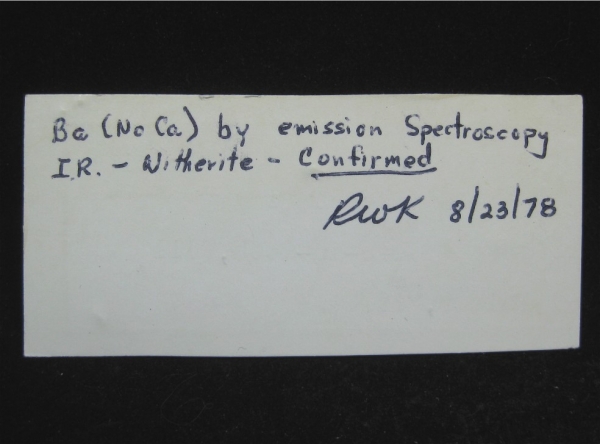 Ba (No Ca) by emission Spectroscopy
I.R. - Witherite - Confirmed
RWK 8/23/78